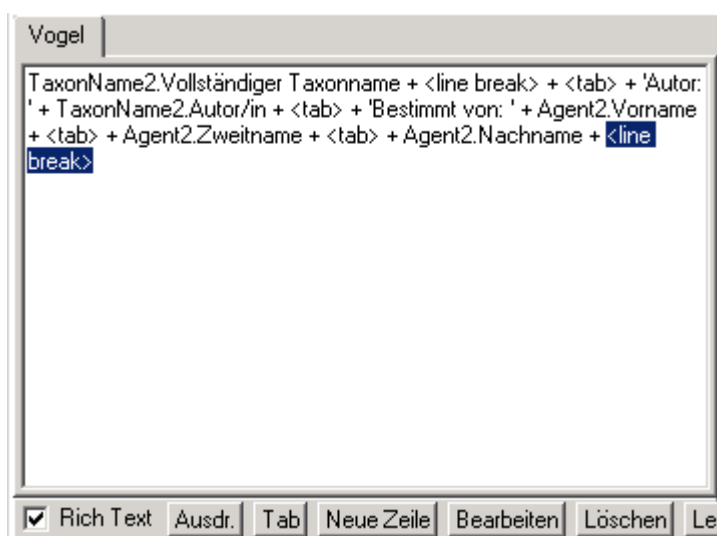 Vogel
TaxonName2.Vollständiger Taxonname + <line break> + <tab> + 'Autor:
' + TaxonName2.Autor/in + <tab> + 'Bestimmt von: ' + Agent2.Vorname
+ <tab> + Agent2.Zweitname + <tab> + Agent2.Nachname + <line
break>
Rich Text Ausdr. Tab Neue Zeile Bearbeiten Löschen Le